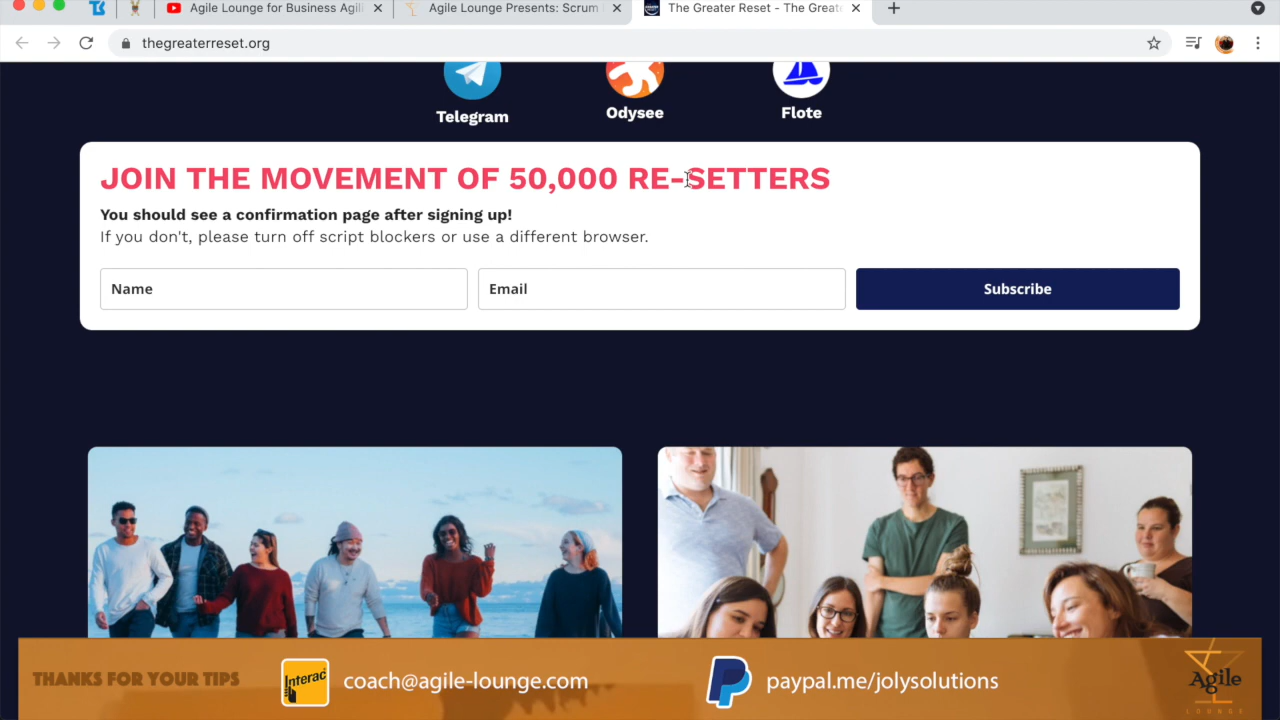 Agile Lounge for Business Agil
Agile Lounge Presents: Scrum
The Greater Reset - The Great
thegreaterreset.org
Telegram
Odysee
Flote
JOIN THE MOVEMENT OF 50,000 RE-SETTERS
You should see a confirmation page after signing up!
If you don't, please turn off script blockers or use a different browser.
Name
Email
Subscribe
THANKS FOR YOUR TIPS
Interac
coach@agile-lounge.com
paypal.me/jolysolutions
Agile
LOUNGE